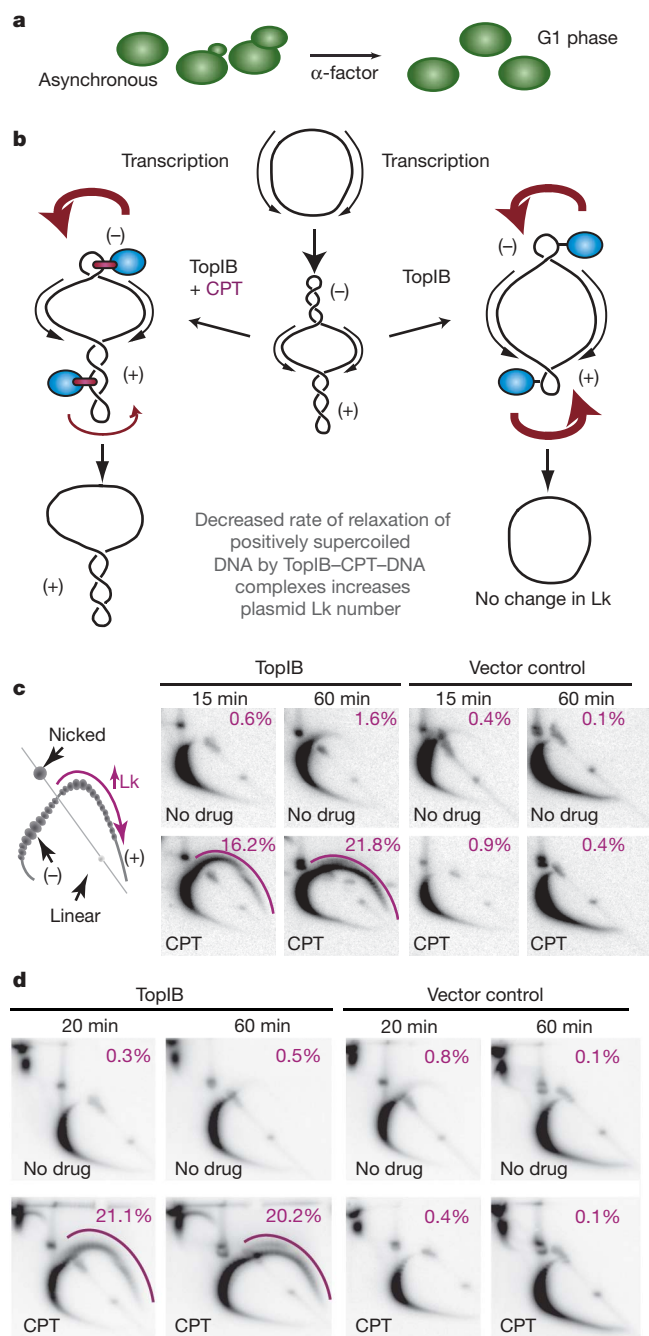 a
Asynchronous
α-factor
G1 phase
b
Transcription
Transcription
(–)
TopIB
+ CPT
(–)
TopIB
(–)
(+)
(+)
(+)
(+)
Decreased rate of relaxation of
positively supercoiled
DNA by TopIB–CPT–DNA
complexes increases
plasmid Lk number
No change in Lk
c
TopIB
Vector control
15 min
60 min
15 min
60 min
Nicked
Lk
(–)
(+)
Linear
0.6%
1.6%
0.4%
0.1%
No drug
No drug
No drug
No drug
16.2%
21.8%
0.9%
0.4%
CPT
CPT
CPT
CPT
d
TopIB
Vector control
20 min
60 min
20 min
60 min
0.3%
0.5%
0.8%
0.1%
No drug
No drug
No drug
No drug
21.1%
20.2%
0.4%
0.1%
CPT
CPT
CPT
CPT